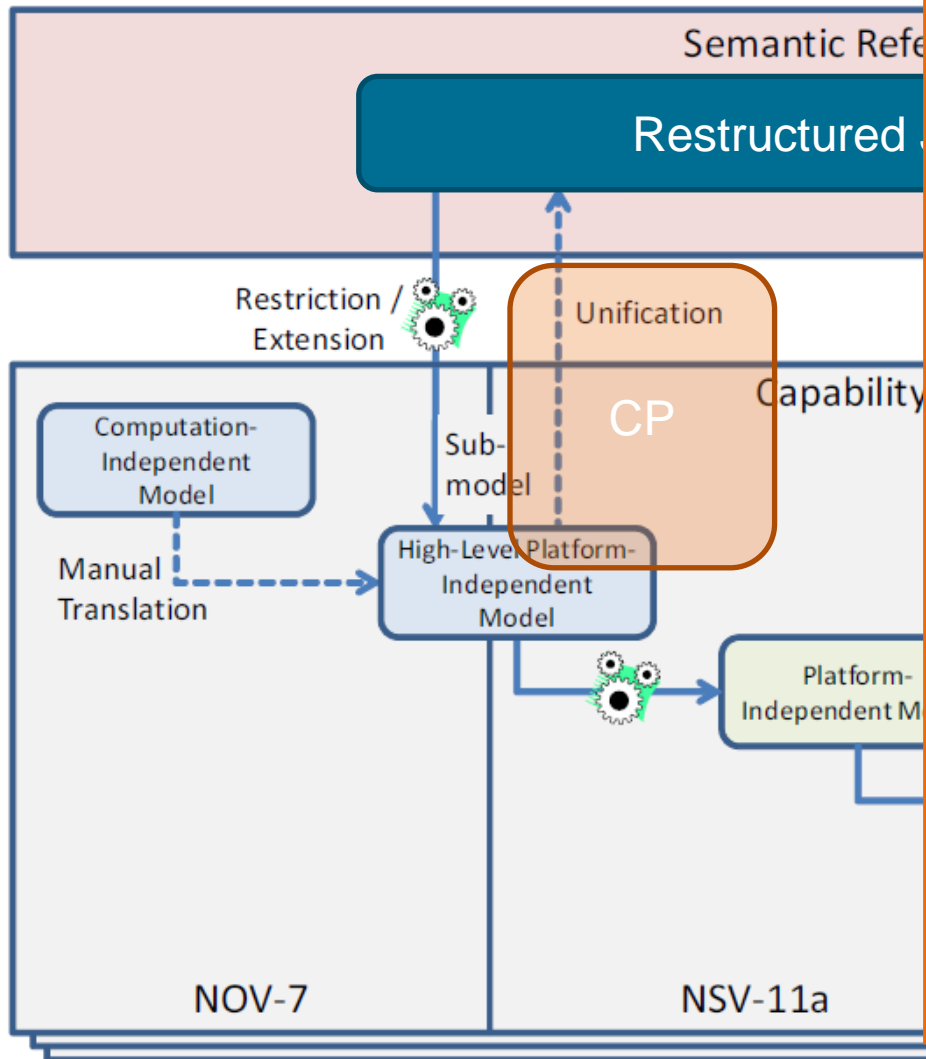 Semantic Refe
Restructured
Restriction /
Extension
Unification
Capability
CP
Computation-
Independent
Model
Sub-
model
High-Level Platform-
Independent
Model
Manual
Translation
Platform-
Independent M
NOV-7
NSV-11a